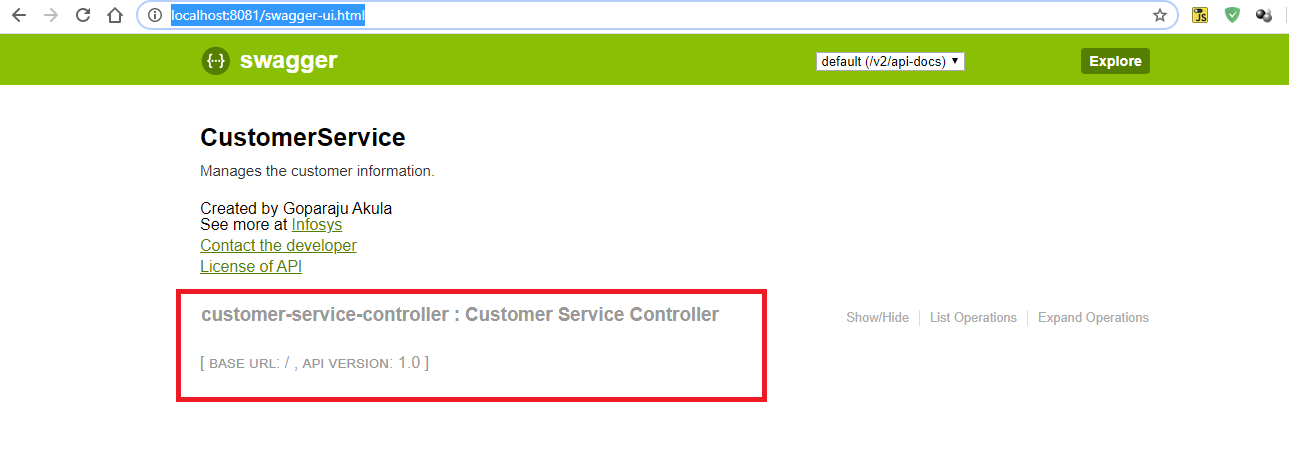 localhost:8081/swagger-ui.html
JS
{··} swagger
default (/v2/api-docs) ▼
Explore
CustomerService
Manages the customer information.
Created by Goparaju Akula
See more at Infosys
Contact the developer
License of API
customer-service-controller : Customer Service Controller
Show/Hide
List Operations
Expand Operations
[ BASE URL: / , API VERSION: 1.0 ]